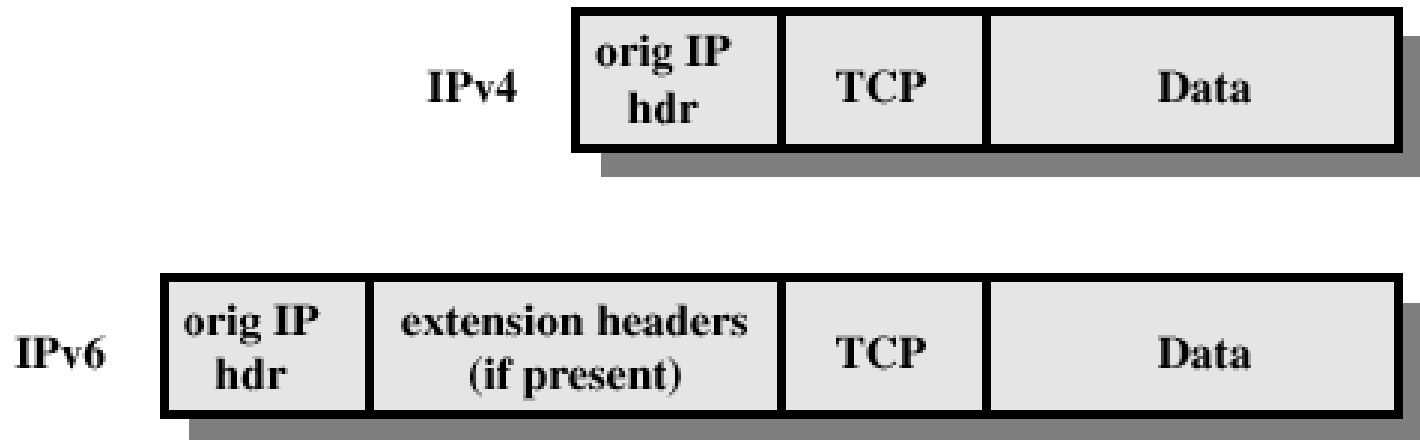 IPv4
orig IP
hdr
TCP
Data
IPv6
orig IP
hdr
extension headers
(if present)
TCP
Data